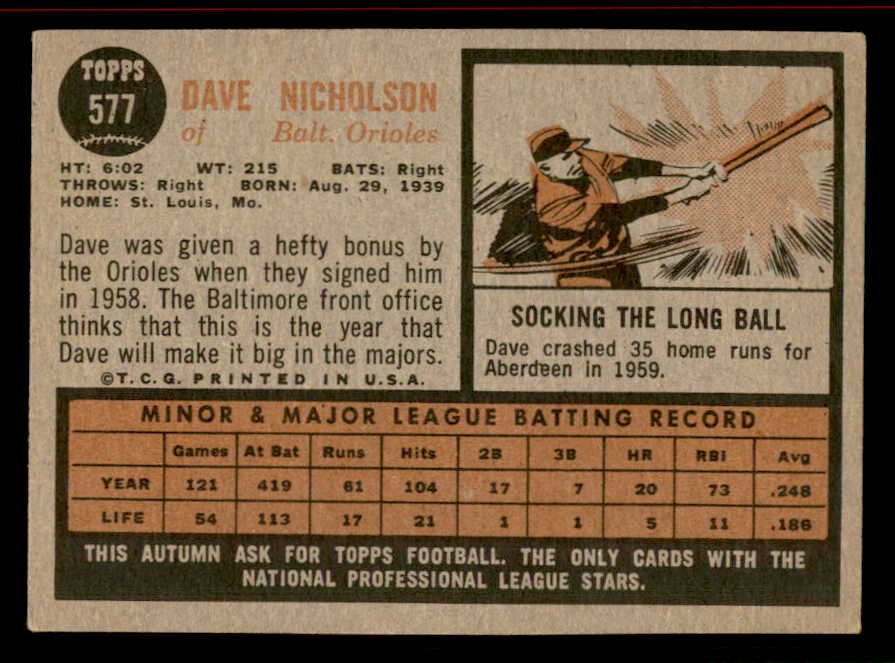 TOPPS
577
DAVE NICHOLSON
of Balt. Orioles
HT: 6:02 WT: 215 BATS: Right
THROWS: Right BORN: Aug. 29, 1939
HOME: St. Louis, Mo.
Dave was given a hefty bonus by
the Orioles when they signed him
in 1958. The Baltimore front office
thinks that this is the year that
Dave will make it big in the majors.
©T.C.G. PRINTED IN U.S.A.
SOCKING THE LONG BALL
Dave crashed 35 home runs for
Aberdeen in 1959.
MINOR & MAJOR LEAGUE BATTING RECORD
Games At Bat Runs Hits 2B 3B HR RBI Avg
YEAR 121 419 61 104 17 7 20 73 .248
LIFE 54 113 17 21 1 1 5 11 .186
THIS AUTUMN ASK FOR TOPPS FOOTBALL. THE ONLY CARDS WITH THE
NATIONAL PROFESSIONAL LEAGUE STARS.